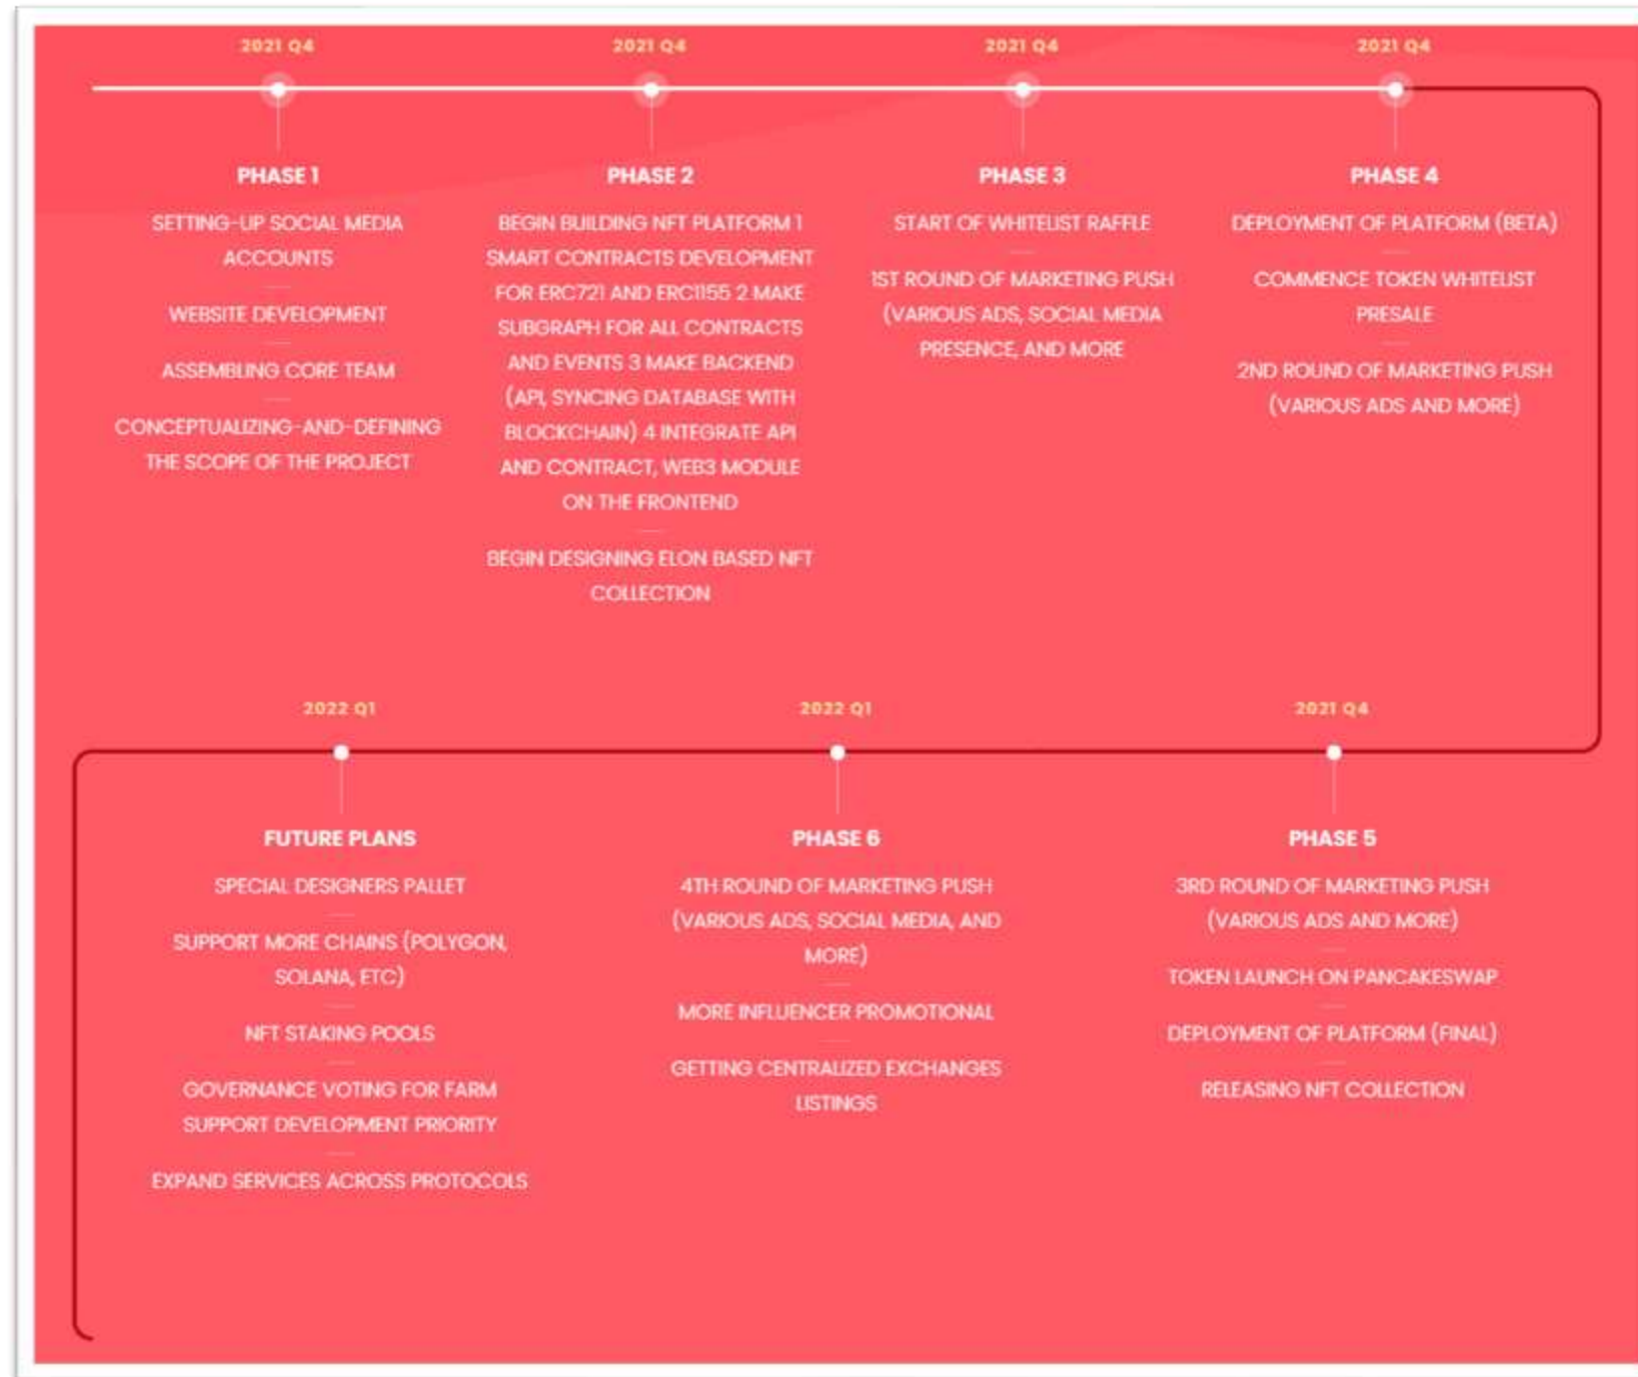 2021 Q4
PHASE 1
SETTING-UP SOCIAL MEDIA
ACCOUNTS
WEBSITE DEVELOPMENT
ASSEMBLING CORE TEAM
CONCEPTUALIZING-AND-DEFINING
THE SCOPE OF THE PROJECT
2021 Q4
PHASE 2
BEGIN BUILDING NFT PLATFORM 1
SMART CONTRACTS DEVELOPMENT
FOR ERC721 AND ERC1155 2 MAKE
SUBGRAPH FOR ALL CONTRACTS
AND EVENTS 3 MAKE BACKEND
(API, SYNCING DATABASE WITH
BLOCKCHAIN) 4 INTEGRATE API
AND CONTRACT, WEB3 MODULE
ON THE FRONTEND
BEGIN DESIGNING ELON BASED NFT
COLLECTION
2021 Q4
PHASE 3
START OF WHITELIST RAFFLE
1ST ROUND OF MARKETING PUSH
(VARIOUS ADS, SOCIAL MEDIA
PRESENCE, AND MORE
2021 Q4
PHASE 4
DEPLOYMENT OF PLATFORM (BETA)
COMMENCE TOKEN WHITELIST
PRESALE
2ND ROUND OF MARKETING PUSH
(VARIOUS ADS AND MORE)
2021 Q4
PHASE 5
3RD ROUND OF MARKETING PUSH
(VARIOUS ADS AND MORE)
TOKEN LAUNCH ON PANCAKESWAP
DEPLOYMENT OF PLATFORM (FINAL)
RELEASING NFT COLLECTION
2022 Q1
PHASE 6
4TH ROUND OF MARKETING PUSH
(VARIOUS ADS, SOCIAL MEDIA, AND
MORE)
MORE INFLUENCER PROMOTIONAL
GETTING CENTRALIZED EXCHANGES
LISTINGS
2022 Q1
FUTURE PLANS
SPECIAL DESIGNERS PALLET
SUPPORT MORE CHAINS (POLYGON,
SOLANA, ETC)
NFT STAKING POOLS
GOVERNANCE VOTING FOR FARM
SUPPORT DEVELOPMENT PRIORITY
EXPAND SERVICES ACROSS PROTOCOLS